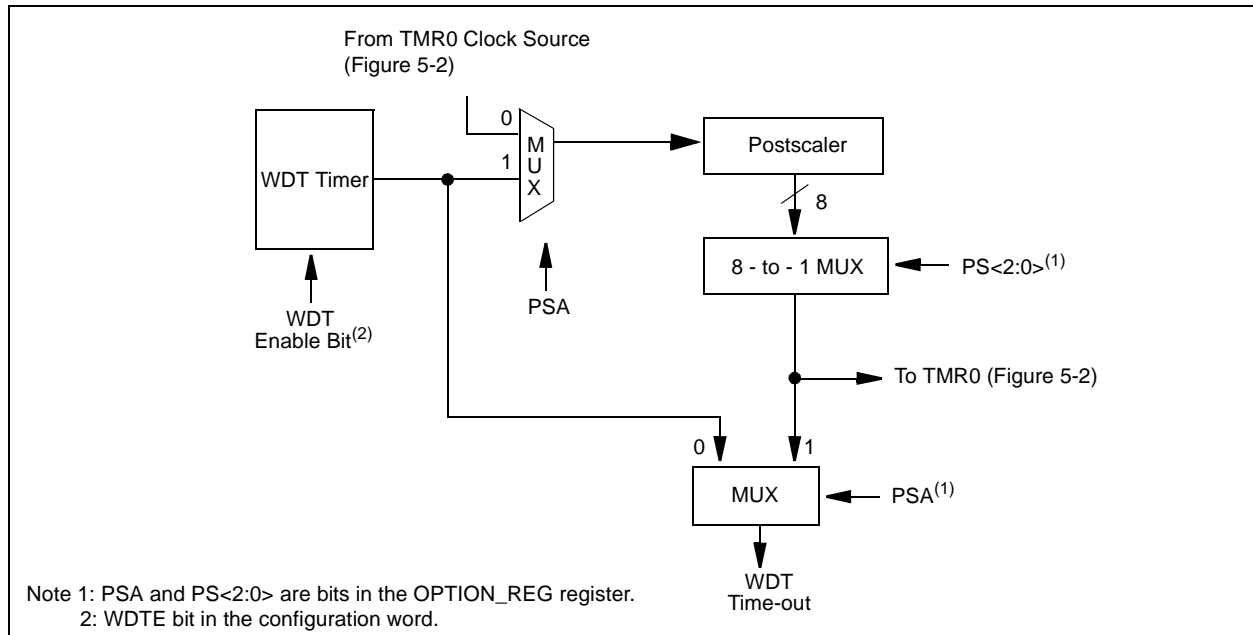 From TMR0 Clock Source
(Figure 5-2)
0
1
M
U
X
WDT Timer
Postscaler
8
8 - to - 1 MUX
PS<2:0>(1)
PSA
WDT
Enable Bit(2)
To TMR0 (Figure 5-2)
0
1
MUX
PSA(1)
WDT
Time-out
Note 1: PSA and PS<2:0> are bits in the OPTION_REG register.
2: WDTE bit in the configuration word.